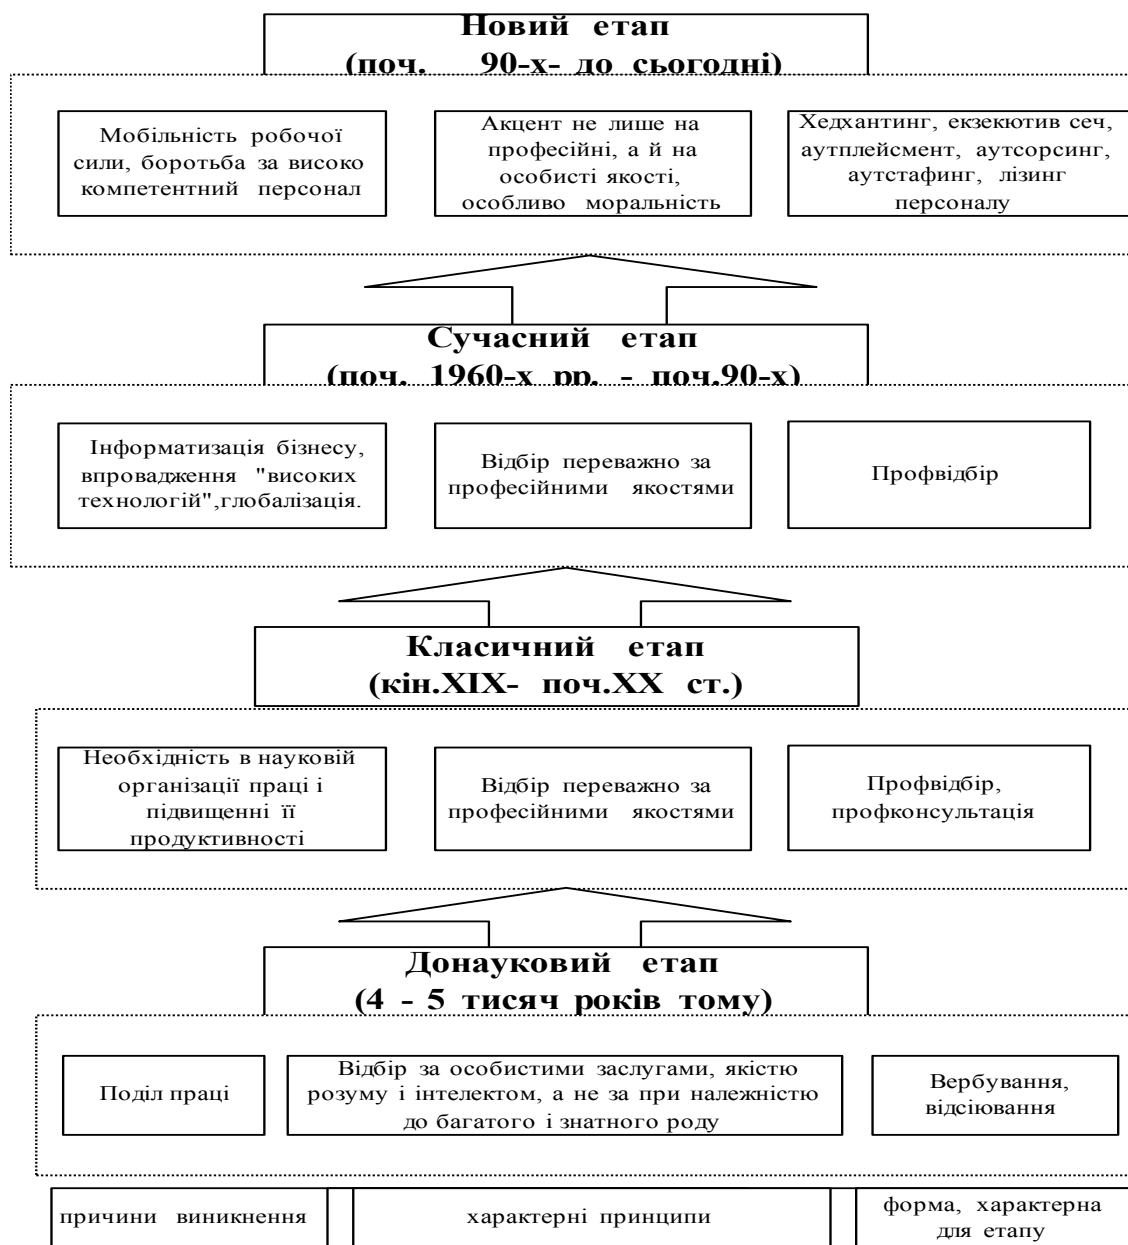 Новий етап
(поч. 90-х- до сьогодні)
Мобільність робочої
сили, боротьба за високо
компетентний персонал
Акцент не лише на
професійні, а й на
особисті якості,
особливо моральність
Хедхантинг, екзекютив сеч,
аутплейсмент, аутсорсинг,
аутстафинг, лізинг
персоналу
Сучасний етап
(поч. 1960-х рр. - поч.90-х)
Інформатизація бізнесу,
впровадження "високих
технологій",глобалізація.
Відбір переважно за
професійними якостями
Профвідбір
Класичний етап
(кін.XIX- поч.XX ст.)
Необхідність в науковій
організації праці і
підвищенні її
продуктивності
Відбір переважно за
професійними якостями
Профвідбір,
профконсультація
Донауковий етап
(4 - 5 тисяч років тому)
Поділ праці
Відбір за особистими заслугами, якістю
розуму і інтелектом, а не за при належністю
до багатого і знатного роду
Вербування,
відсіювання
причини виникнення
характерні принципи
форма, характерна
для етапу